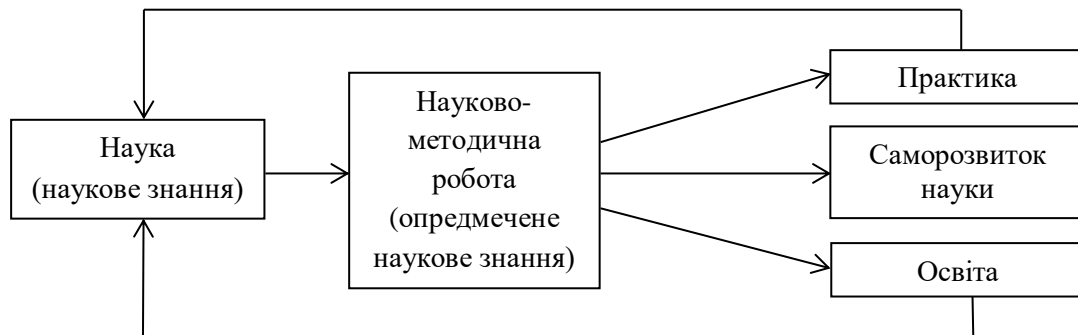 Наука
(наукове знання)
Науково-
методична
робота
(опредмечене
наукове знання)
Практика
Саморозвиток
науки
Освіта